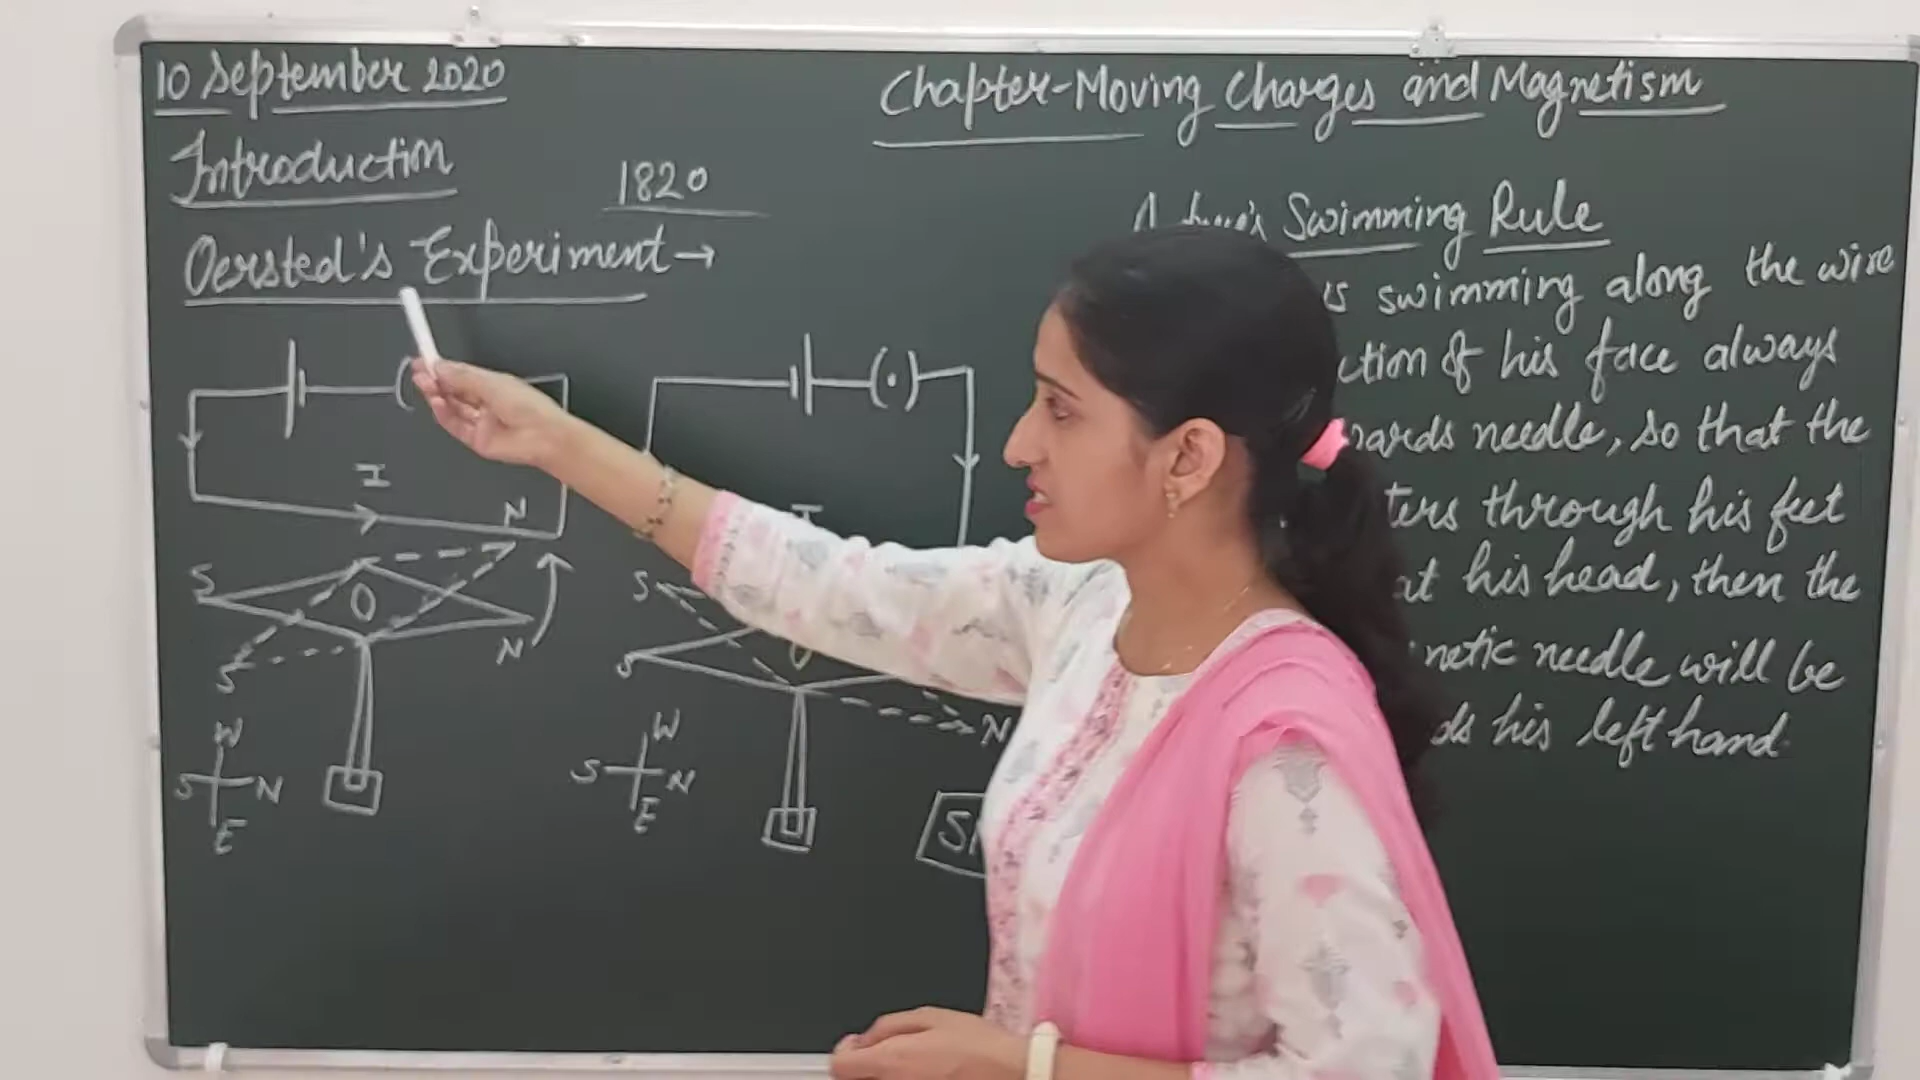 10 September 2020
Chapter-Moving Charges and Magnetism
Introduction
1820
Oersted's Experiment→
Swimming Rule
swimming along the wire
of his face always
needle, so that the
through his feet
his head, then the
needle will be
his left hand
I
N
S
O
N
S
W
S N
E
S
S
N
W
S N
E